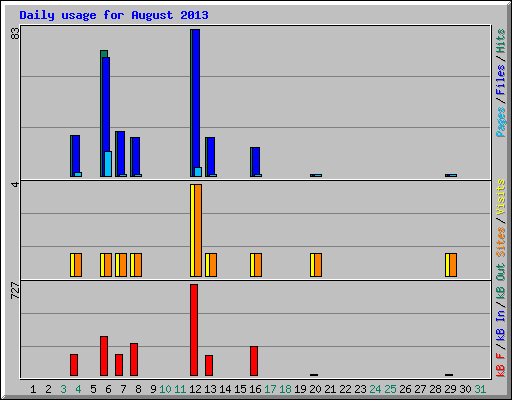 Daily usage for August 2013
83
Pages / Files / Hits
4
Sites / Visits
727
kB F / kB In / kB Out
1 2 3 4 5 6 7 8 9 10 11 12 13 14 15 16 17 18 19 20 21 22 23 24 25 26 27 28 29 30 31